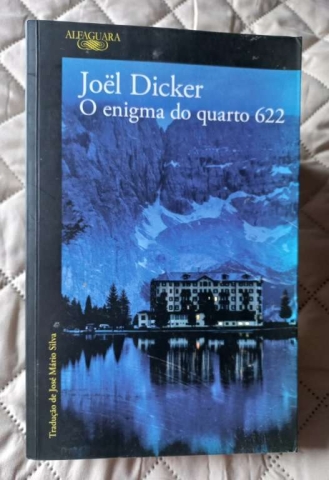 ALFAGUARA
Joël Dicker
O enigma do quarto 622
Tradução de José Mário Silva